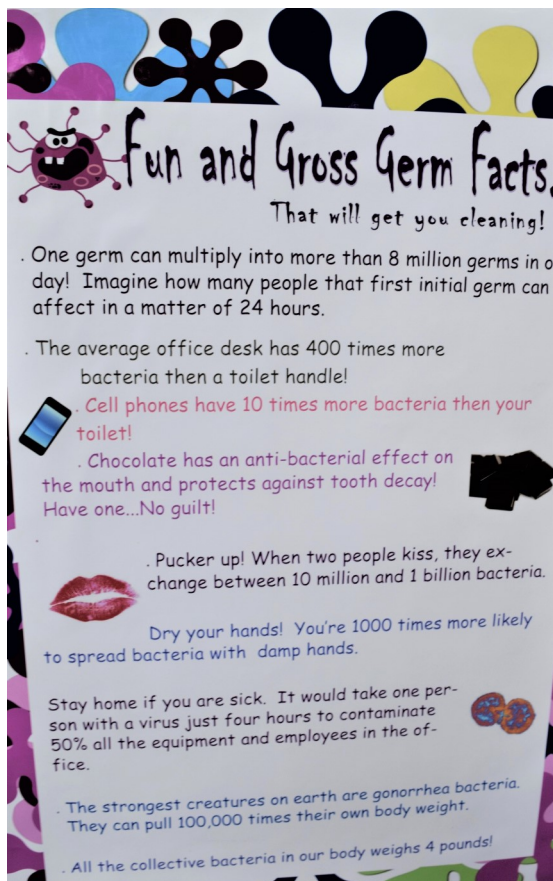 Fun and Gross Germ Facts.
That will get you cleaning!
. One germ can multiply into more than 8 million germs in o
day! Imagine how many people that first initial germ can
affect in a matter of 24 hours.
. The average office desk has 400 times more
bacteria then a toilet handle!
. Cell phones have 10 times more bacteria then your
toilet!
. Chocolate has an anti-bacterial effect on
the mouth and protects against tooth decay!
Have one...No guilt!
. Pucker up! When two people kiss, they ex-
change between 10 million and 1 billion bacteria.
Dry your hands! You're 1000 times more likely
to spread bacteria with damp hands.
Stay home if you are sick. It would take one per-
son with a virus just four hours to contaminate
50% all the equipment and employees in the of-
fice.
. The strongest creatures on earth are gonorrhea bacteria.
They can pull 100,000 times their own body weight.
. All the collective bacteria in our body weighs 4 pounds!